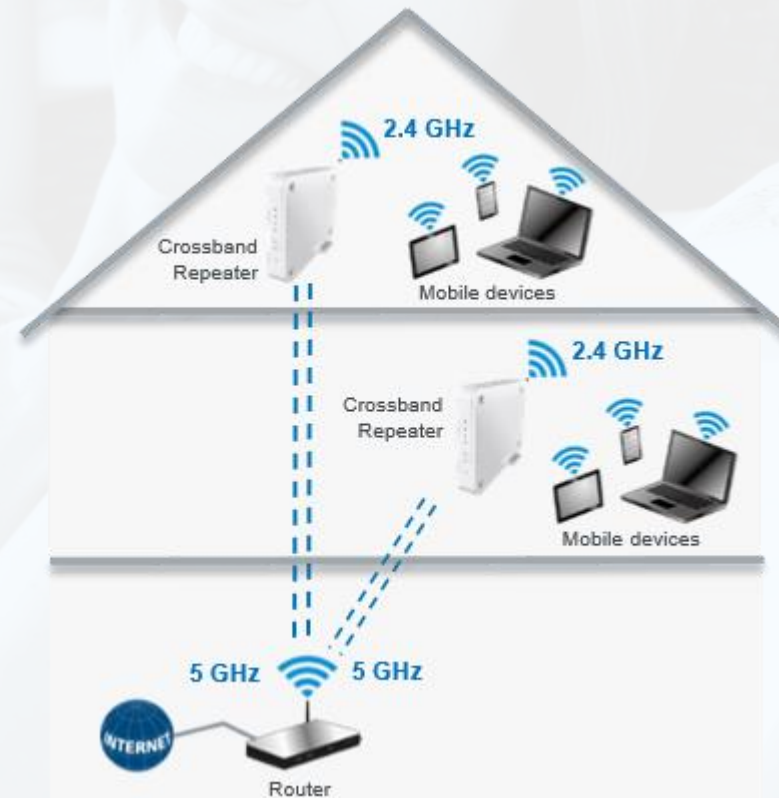 2.4 GHz
Crossband
Repeater
Mobile devices
2.4 GHz
Crossband
Repeater
Mobile devices
5 GHz
5 GHz
INTERNET
Router